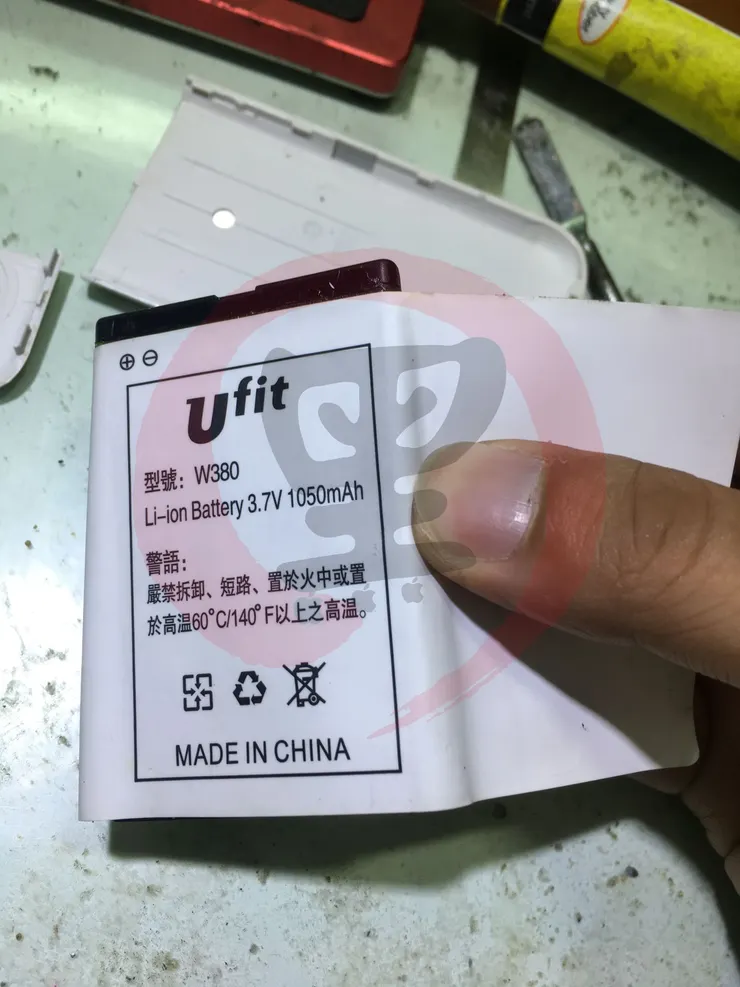 ⊕ ⊖
Ufit
型號：W380
Li-ion Battery 3.7V 1050mAh
警語：
嚴禁拆卸、短路、置於火中或置
於高溫60°C/140°F以上之高溫。
MADE IN CHINA
黑